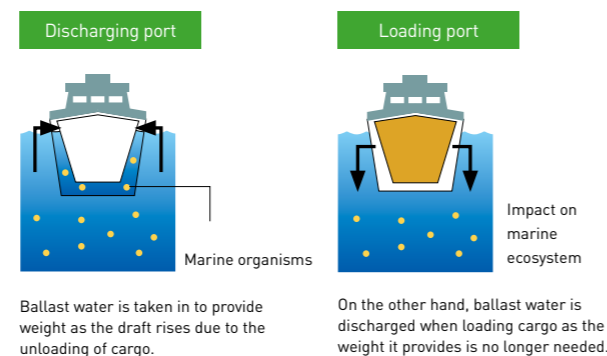 Discharging port
Marine organisms
Ballast water is taken in to provide
weight as the draft rises due to the
unloading of cargo.
Loading port
Impact on
marine
ecosystem
On the other hand, ballast water is
discharged when loading cargo as the
weight it provides is no longer needed.